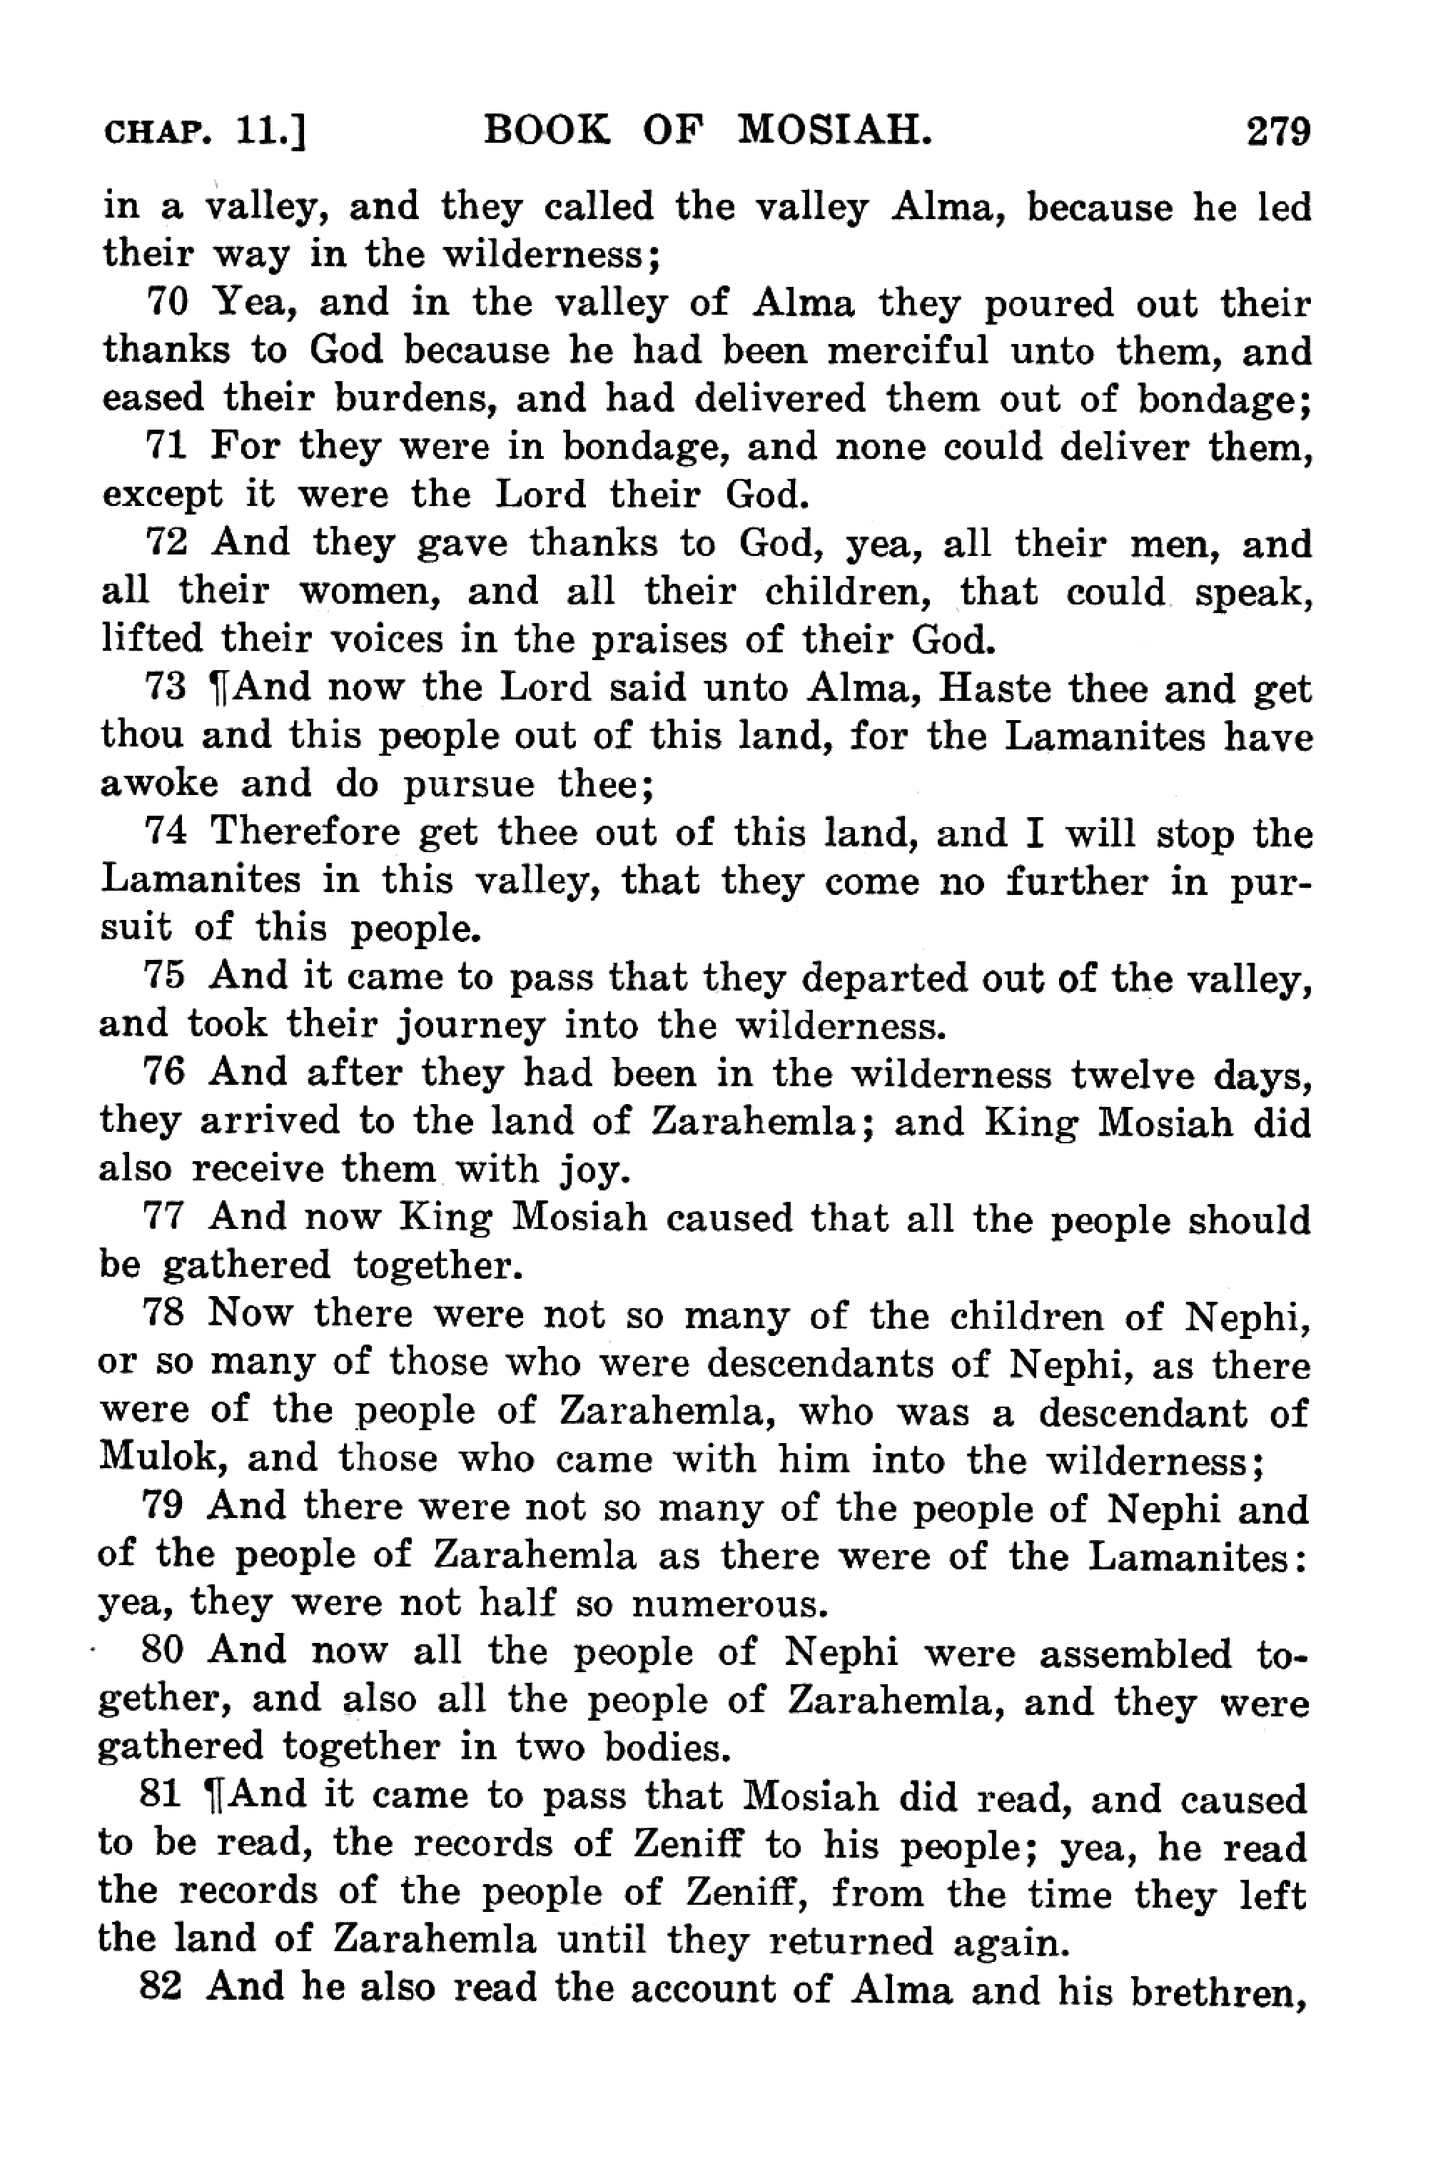 CHAP. 11.] BOOK OF MOSIAH. 279
in a valley, and they called the valley Alma, because he led
their way in the wilderness;
70 Yea, and in the valley of Alma they poured out their
thanks to God because he had been merciful unto them, and
eased their burdens, and had delivered them out of bondage;
71 For they were in bondage, and none could deliver them,
except it were the Lord their God.
72 And they gave thanks to God, yea, all their men, and
all their women, and all their children, that could speak,
lifted their voices in the praises of their God.
73 ¶And now the Lord said unto Alma, Haste thee and get
thou and this people out of this land, for the Lamanites have
awoke and do pursue thee;
74 Therefore get thee out of this land, and I will stop the
Lamanites in this valley, that they come no further in pur-
suit of this people.
75 And it came to pass that they departed out of the valley,
and took their journey into the wilderness.
76 And after they had been in the wilderness twelve days,
they arrived to the land of Zarahemla; and King Mosiah did
also receive them with joy.
77 And now King Mosiah caused that all the people should
be gathered together.
78 Now there were not so many of the children of Nephi,
or so many of those who were descendants of Nephi, as there
were of the people of Zarahemla, who was a descendant of
Mulok, and those who came with him into the wilderness;
79 And there were not so many of the people of Nephi and
of the people of Zarahemla as there were of the Lamanites:
yea, they were not half so numerous.
80 And now all the people of Nephi were assembled to-
gether, and also all the people of Zarahemla, and they were
gathered together in two bodies.
81 ¶And it came to pass that Mosiah did read, and caused
to be read, the records of Zeniff to his people; yea, he read
the records of the people of Zeniff, from the time they left
the land of Zarahemla until they returned again.
82 And he also read the account of Alma and his brethren,